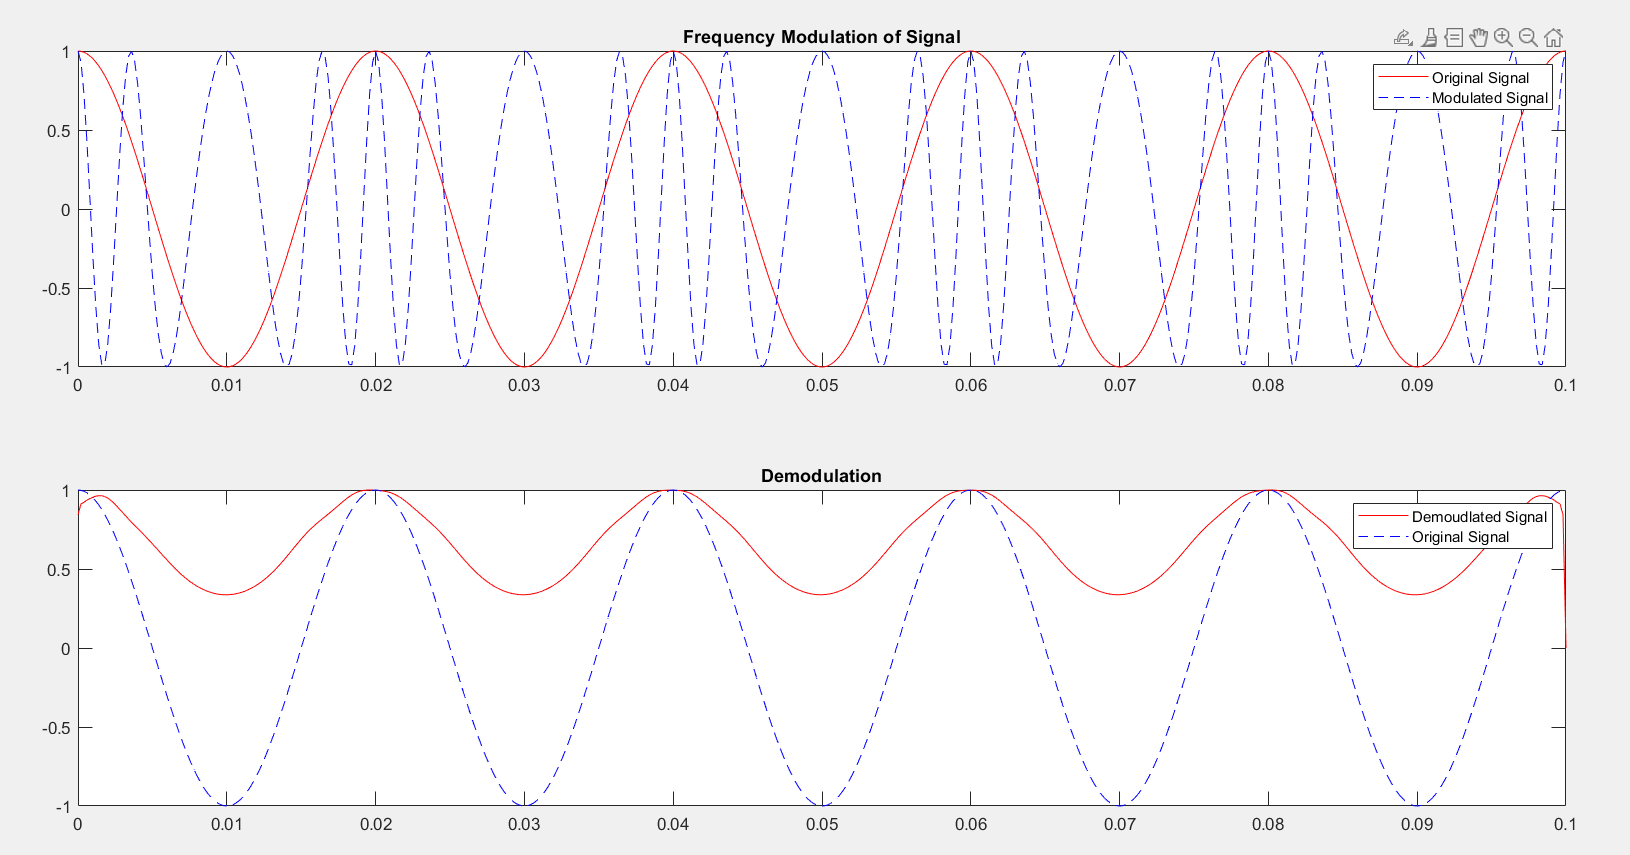 Frequency Modulation of Signal
1
Original Signal
Modulated Signal
0.5
0
-0.5
-1
0 0.01 0.02 0.03 0.04 0.05 0.06 0.07 0.08 0.09 0.1
Demodulation
1
Demoudlated Signal
Original Signal
0.5
0
-0.5
-1
0 0.01 0.02 0.03 0.04 0.05 0.06 0.07 0.08 0.09 0.1